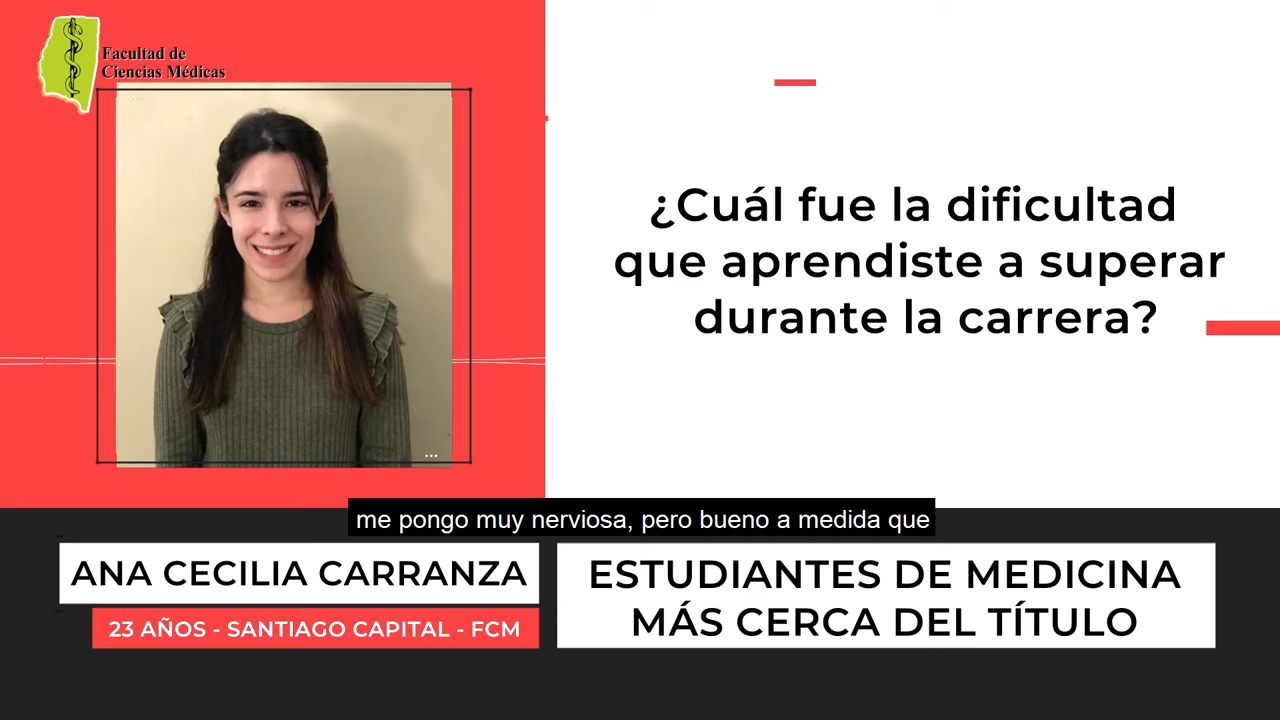 Facultad de
Ciencias Médicas
¿Cuál fue la dificultad
que aprendiste a superar
durante la carrera?
me pongo muy nerviosa, pero bueno a medida que
ANA CECILIA CARRANZA
23 AÑOS - SANTIAGO CAPITAL - FCM
ESTUDIANTES DE MEDICINA
MÁS CERCA DEL TÍTULO